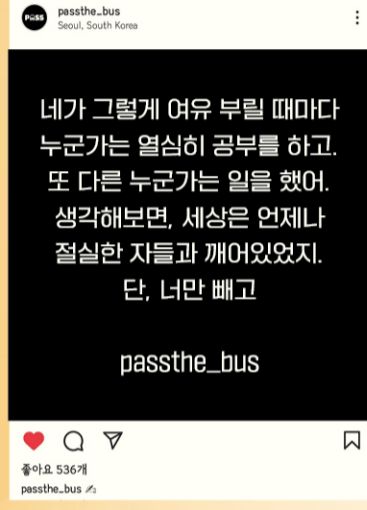 PASS
passthe_bus
Seoul, South Korea
네가 그렇게 여유 부릴 때마다
누군가는 열심히 공부를 하고.
또 다른 누군가는 일을 했어.
생각해보면, 세상은 언제나
절실한 자들과 깨어있었지.
단, 너만 빼고
passthe_bus
좋아요 536개
passthe_bus ✍️